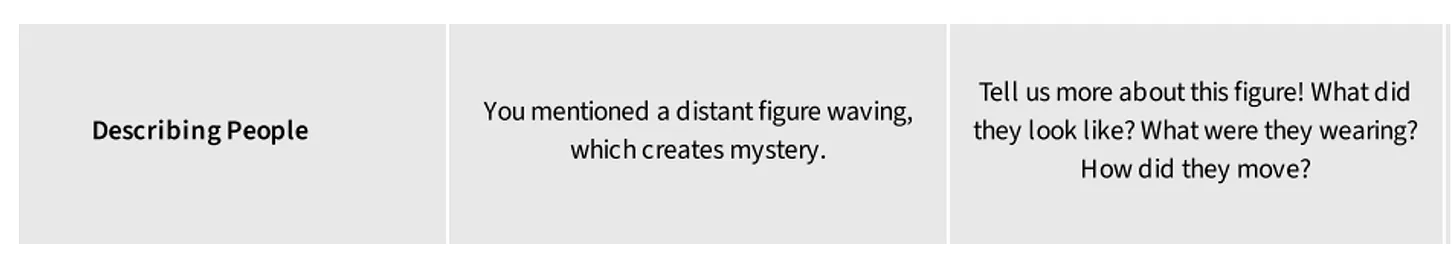 Describing People
You mentioned a distant figure waving,
which creates mystery.
Tell us more about this figure! What did
they look like? What were they wearing?
How did they move?